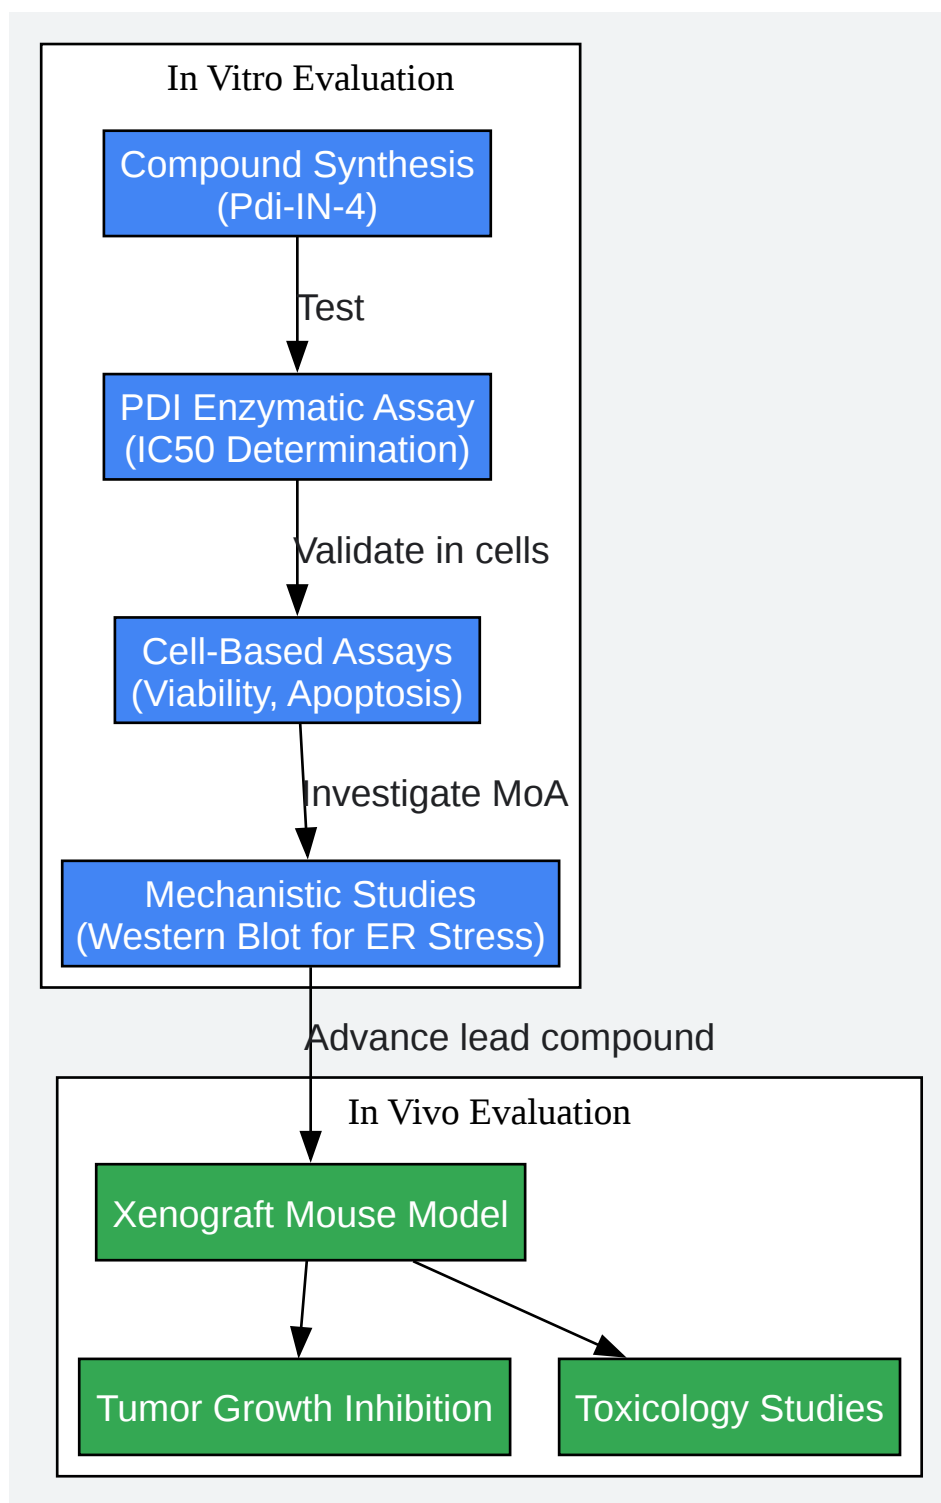 In Vitro Evaluation
Compound Synthesis
(Pdi-IN-4)
Test
PDI Enzymatic Assay
(IC50 Determination)
Validate in cells
Cell-Based Assays
(Viability, Apoptosis)
Investigate MoA
Mechanistic Studies
(Western Blot for ER Stress)
Advance lead compound
In Vivo Evaluation
Xenograft Mouse Model
Tumor Growth Inhibition
Toxicology Studies